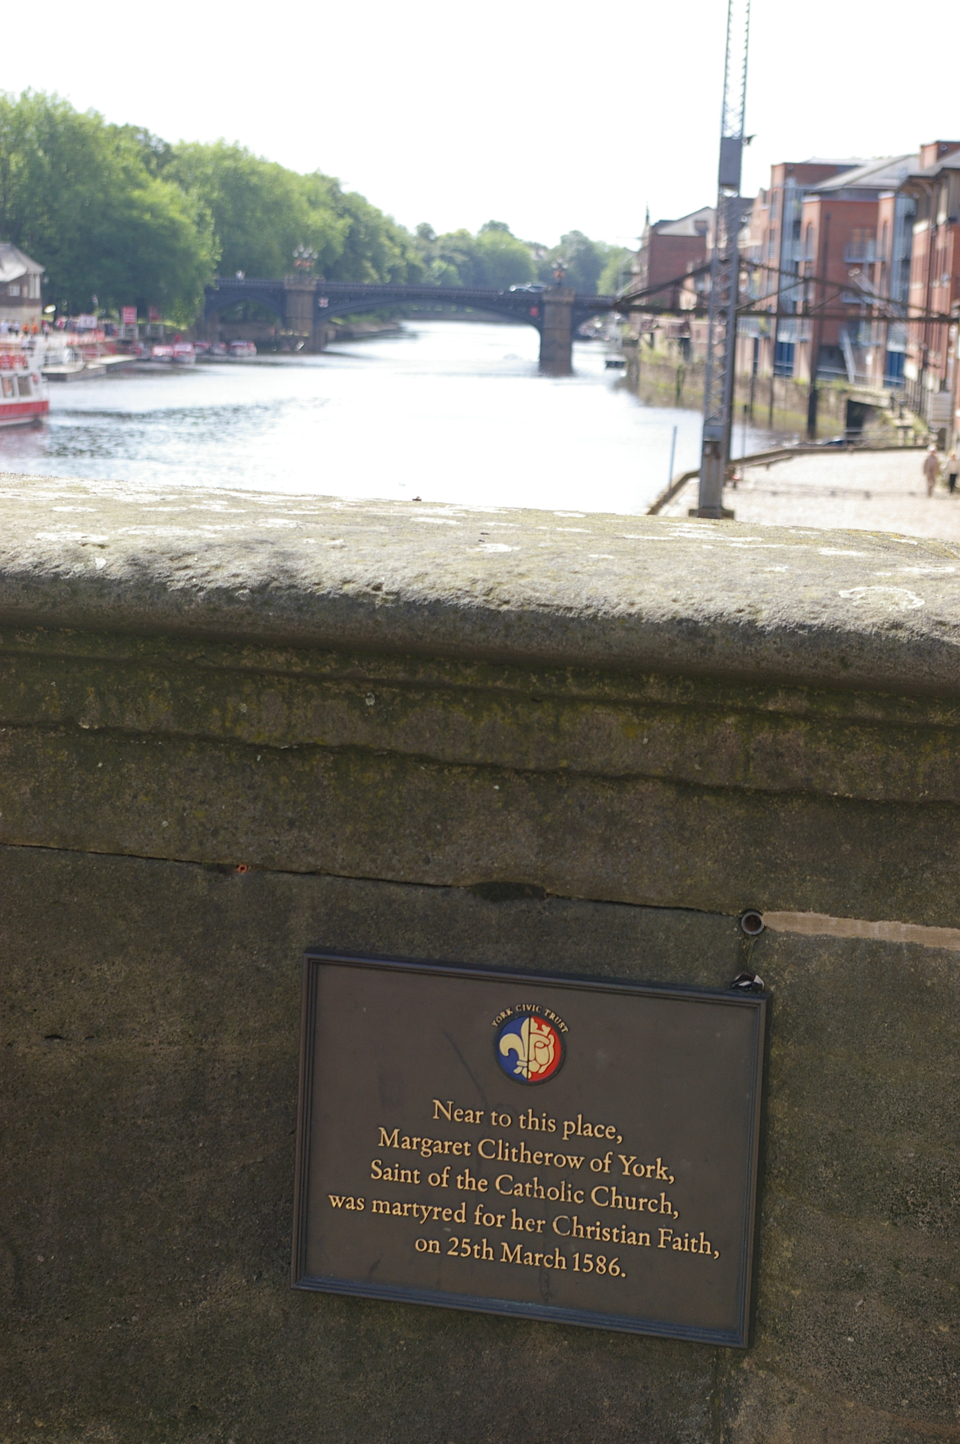 YORK CIVIC TRUST
Near to this place,
Margaret Clitherow of York,
Saint of the Catholic Church,
was martyred for her Christian Faith,
on 25th March 1586.